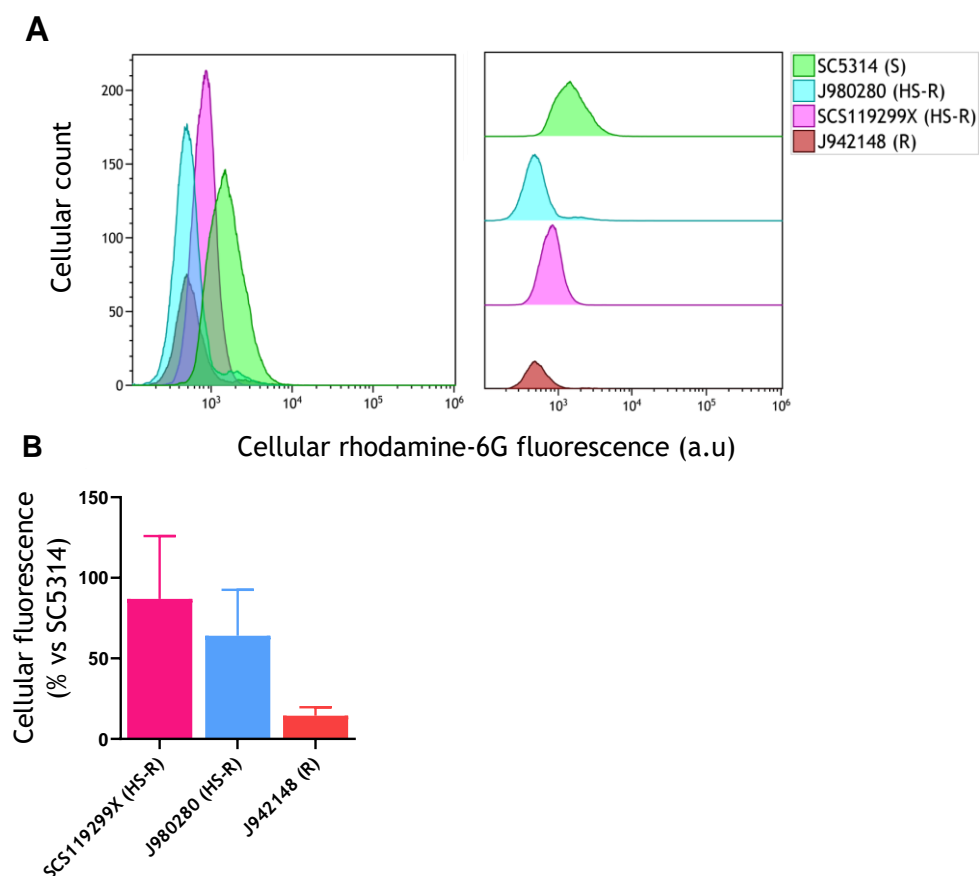 A
Cellular count
200
150
100
50
0
10³
10⁴
10⁵
10⁶
10³
10⁴
10⁵
10⁶
SC5314 (S)
J980280 (HS-R)
SCS119299X (HS-R)
J942148 (R)
Cellular rhodamine-6G fluorescence (a.u)
B
Cellular fluorescence
(% vs SC5314)
150
100
50
0
SCS119299X (HS-R)
J980280 (HS-R)
J942148 (R)